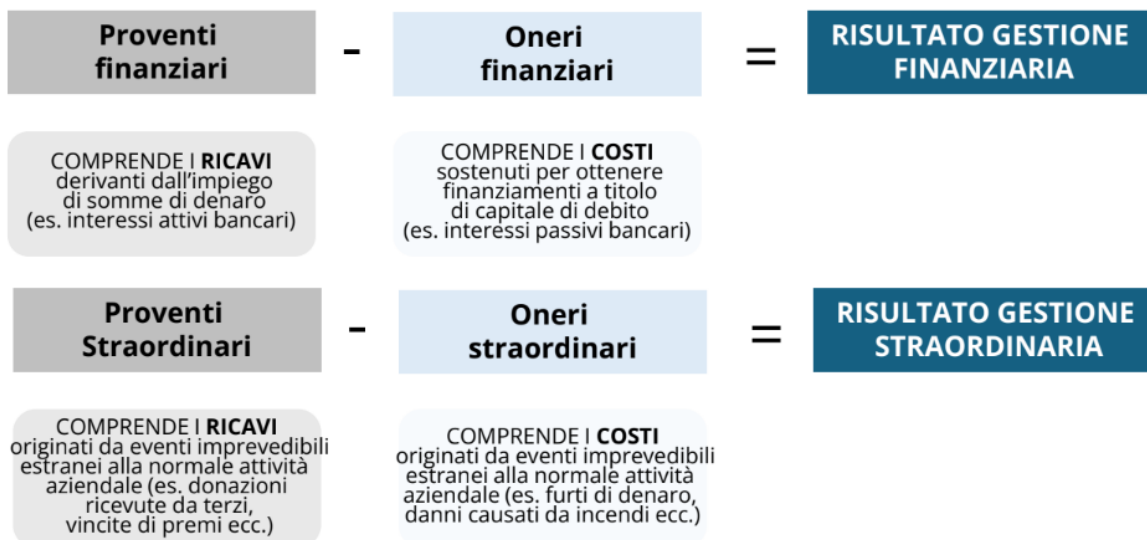 Proventi
finanziari
-
Oneri
finanziari
=
RISULTATO GESTIONE
FINANZIARIA
COMPRENDE I RICAVI
derivanti dall'impiego
di somme di denaro
(es. interessi attivi bancari)
COMPRENDE I COSTI
sostenuti per ottenere
finanziamenti a titolo
di capitale di debito
(es. interessi passivi bancari)
Proventi
Straordinari
-
Oneri
straordinari
=
RISULTATO GESTIONE
STRAORDINARIA
COMPRENDE I RICAVI
originati da eventi imprevedibili
estranei alla normale attività
aziendale (es. donazioni
ricevute da terzi,
vincite di premi ecc.)
COMPRENDE I COSTI
originati da eventi imprevedibili
estranei alla normale attività
aziendale (es. furti di denaro,
danni causati da incendi ecc.)